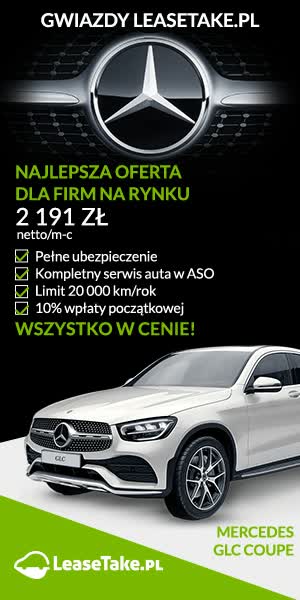 GWIAZDY LEASETAKE.PL
NAJLEPSZA OFERTA
DLA FIRM NA RYNKU
2 191 ZŁ
netto/m-c
Pełne ubezpieczenie
Kompletny serwis auta w ASO
Limit 20 000 km/rok
10% wpłaty początkowej
WSZYSTKO W CENIE!
GLC
MERCEDES
GLC COUPE
LEASETAKE.PL